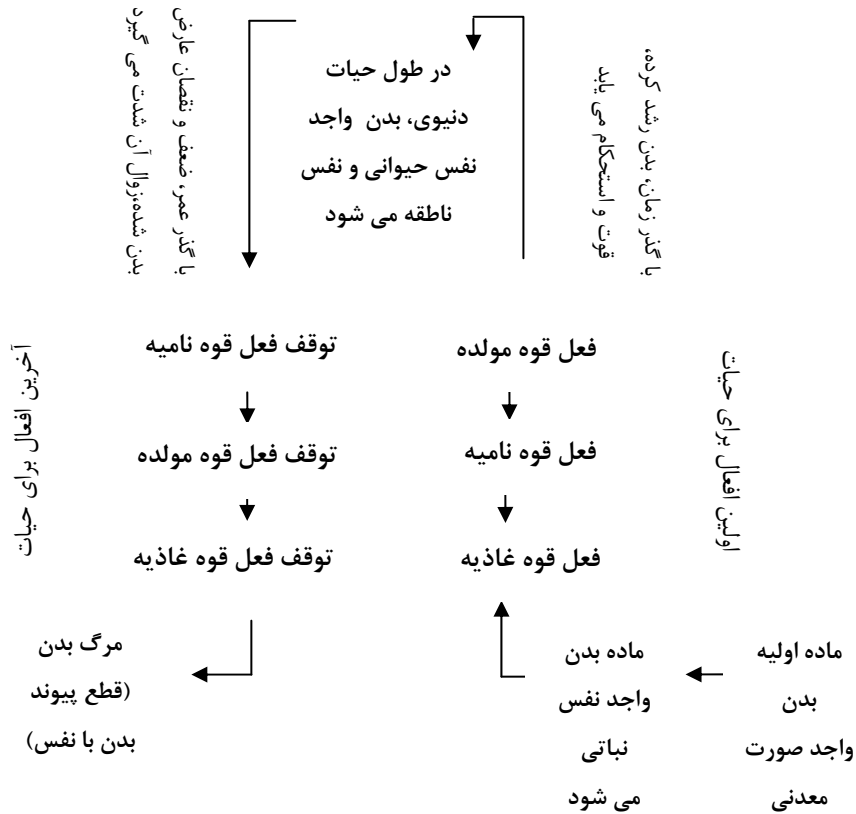 با گذر زمان، بدن رشد کرده،
قوت و استحکام می یابد
در طول حیات
دنیوی، بدن واجد
نفس حیوانی و نفس
ناطقه می شود
با گذر عمر، ضعف و نقصان عارض
بدن شده،زوال آن شدت می گیرد
اولین افعال برای حیات
فعل قوه مولده
فعل قوه نامیه
فعل قوه غاذیه
توقف فعل قوه نامیه
توقف فعل قوه مولده
توقف فعل قوه غاذیه
آخرین افعال برای حیات
ماده اولیه
بدن
واجد صورت
معدنی
ماده بدن
واجد نفس
نباتی
می شود
مرگ بدن
(قطع پیوند
بدن با نفس)